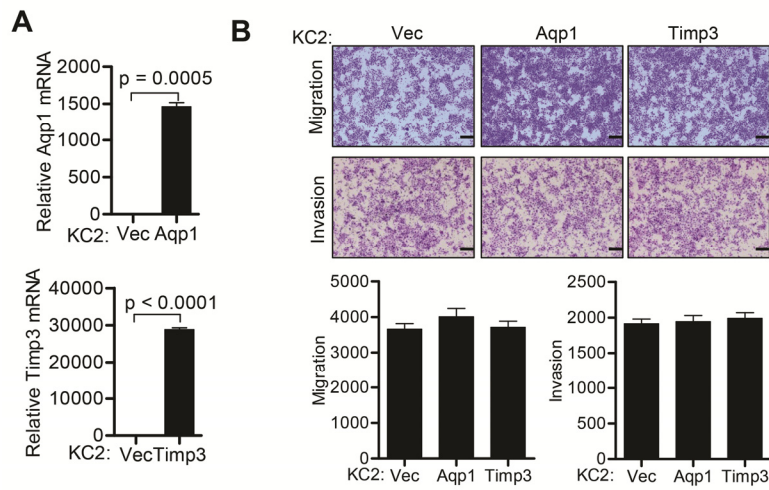 A
Relative Aqp1 mRNA
2000
1500
1000
500
0
p = 0.0005
KC2: Vec Aqp1
Relative Timp3 mRNA
40000
30000
20000
10000
0
p < 0.0001
KC2: VecTimp3
B
KC2: Vec Aqp1 Timp3
Migration
Invasion
Migration
5000
4000
3000
2000
1000
0
KC2: Vec Aqp1 Timp3
Invasion
2500
2000
1500
1000
500
0
KC2: Vec Aqp1 Timp3